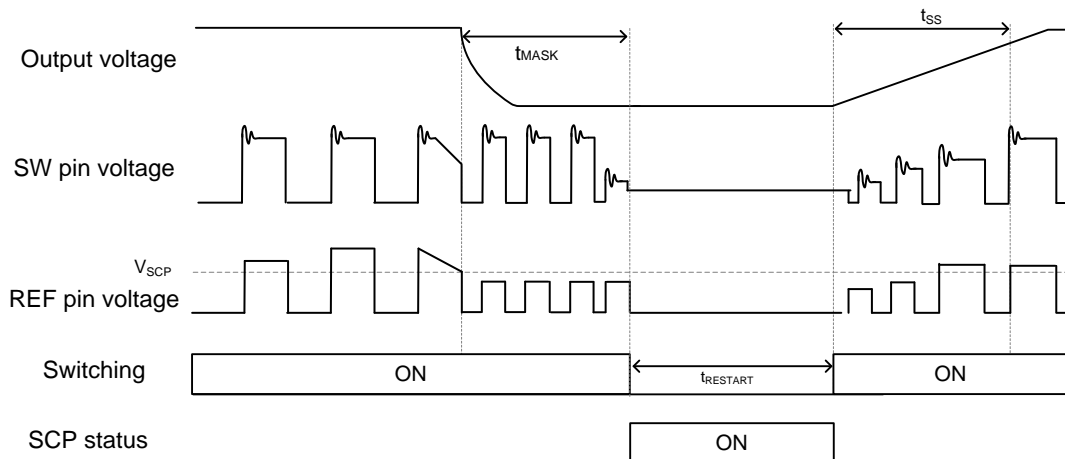 tSS
Output voltage
tMASK
SW pin voltage
VSCP
REF pin voltage
Switching
ON
tRESTART
ON
SCP status
ON